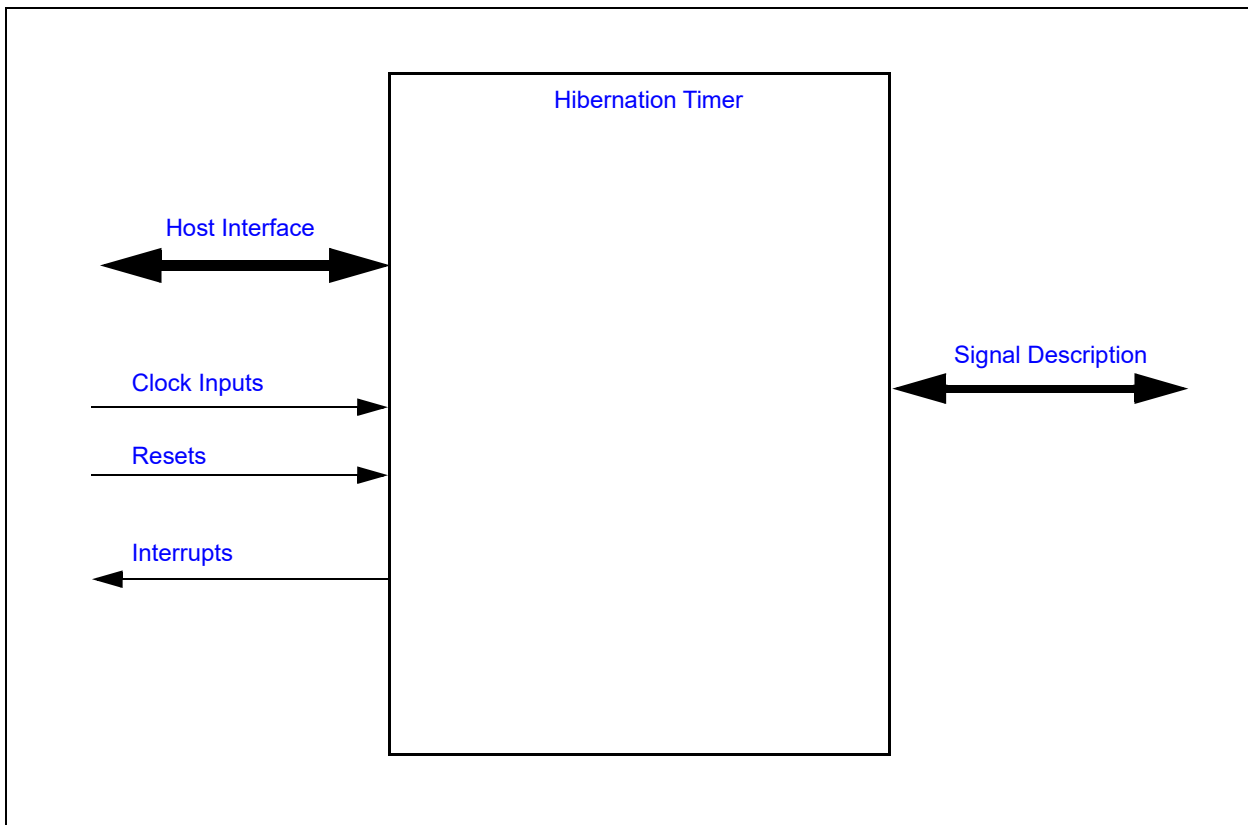 Hibernation Timer
Host Interface
Signal Description
Clock Inputs
Resets
Interrupts